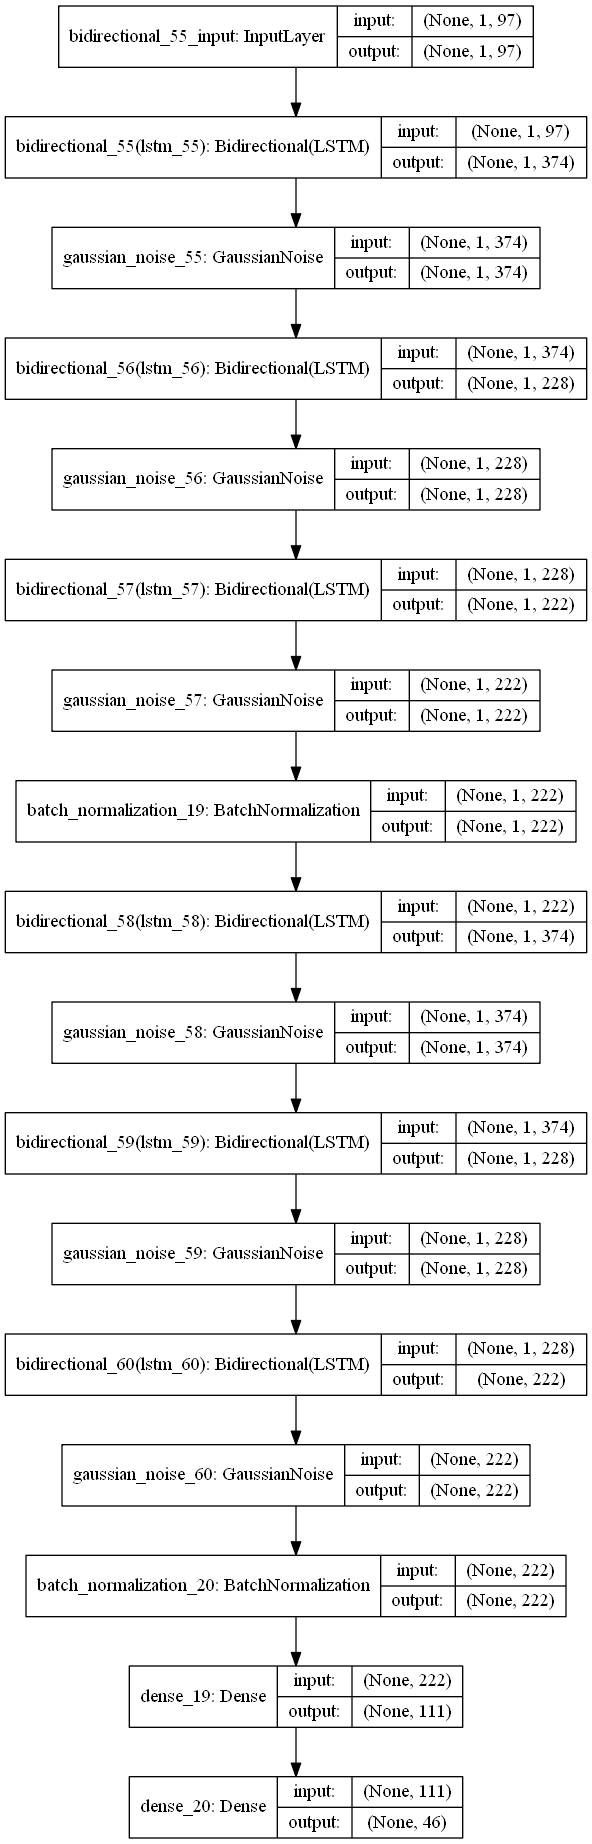 bidirectional_55_input: InputLayer
input: (None, 1, 97)
output: (None, 1, 97)
bidirectional_55(lstm_55): Bidirectional(LSTM)
input: (None, 1, 97)
output: (None, 1, 374)
gaussian_noise_55: GaussianNoise
input: (None, 1, 374)
output: (None, 1, 374)
bidirectional_56(lstm_56): Bidirectional(LSTM)
input: (None, 1, 374)
output: (None, 1, 228)
gaussian_noise_56: GaussianNoise
input: (None, 1, 228)
output: (None, 1, 228)
bidirectional_57(lstm_57): Bidirectional(LSTM)
input: (None, 1, 228)
output: (None, 1, 222)
gaussian_noise_57: GaussianNoise
input: (None, 1, 222)
output: (None, 1, 222)
batch_normalization_19: BatchNormalization
input: (None, 1, 222)
output: (None, 1, 222)
bidirectional_58(lstm_58): Bidirectional(LSTM)
input: (None, 1, 222)
output: (None, 1, 374)
gaussian_noise_58: GaussianNoise
input: (None, 1, 374)
output: (None, 1, 374)
bidirectional_59(lstm_59): Bidirectional(LSTM)
input: (None, 1, 374)
output: (None, 1, 228)
gaussian_noise_59: GaussianNoise
input: (None, 1, 228)
output: (None, 1, 228)
bidirectional_60(lstm_60): Bidirectional(LSTM)
input: (None, 1, 228)
output: (None, 222)
gaussian_noise_60: GaussianNoise
input: (None, 222)
output: (None, 222)
batch_normalization_20: BatchNormalization
input: (None, 222)
output: (None, 222)
dense_19: Dense
input: (None, 222)
output: (None, 111)
dense_20: Dense
input: (None, 111)
output: (None, 46)